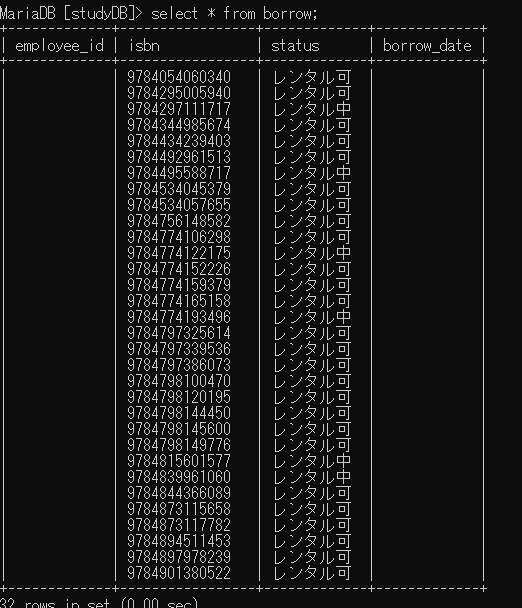 MariaDB [studyDB]> select * from borrow;
employee_id | isbn | status | borrow_date
9784054060340 | レンタル可
9784295005940 | レンタル可
9784297111717 | レンタル中
9784344985674 | レンタル可
9784434239403 | レンタル可
9784492961513 | レンタル可
9784495588717 | レンタル中
9784534045379 | レンタル可
9784534057655 | レンタル可
9784756148582 | レンタル可
9784774106298 | レンタル可
9784774122175 | レンタル中
9784774152226 | レンタル可
9784774159379 | レンタル可
9784774165158 | レンタル可
9784774193496 | レンタル中
9784797325614 | レンタル可
9784797339536 | レンタル可
9784797386073 | レンタル可
9784798100470 | レンタル可
9784798120195 | レンタル可
9784798144450 | レンタル可
9784798145600 | レンタル可
9784798149776 | レンタル可
9784815601577 | レンタル中
9784839961060 | レンタル中
9784844366089 | レンタル可
9784873115658 | レンタル可
9784873117782 | レンタル可
9784894511453 | レンタル可
9784897978239 | レンタル可
9784901380522 | レンタル可
32 rows in set (0.00 sec)